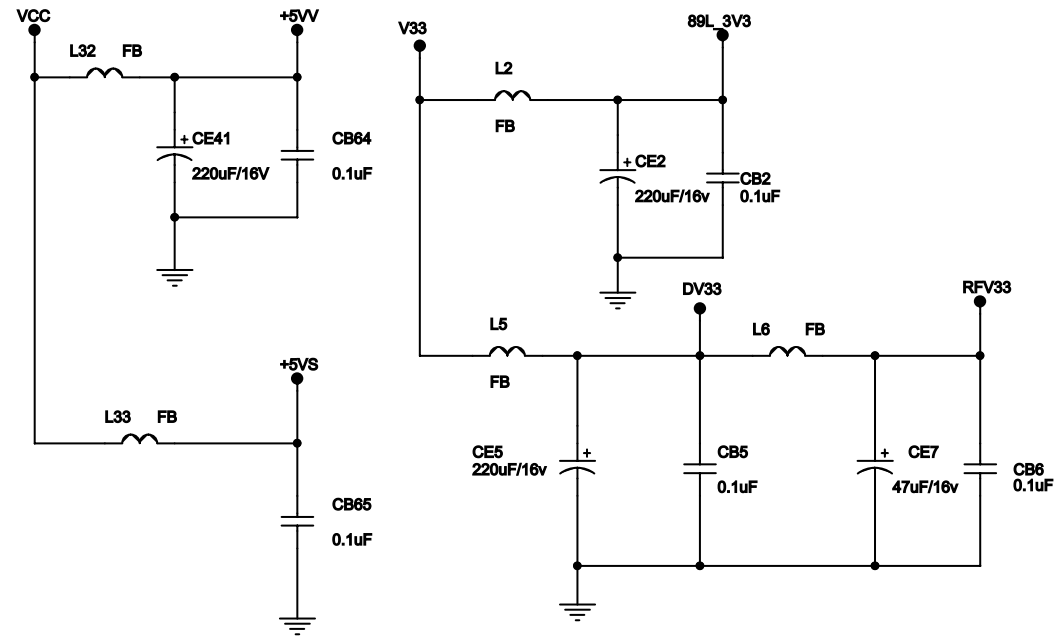 VCC
+5VV
L32 FB
+ CE41
220uF/16V
CB64
0.1uF
+5VS
L33 FB
CB65
0.1uF
V33
89L_3V3
L2
FB
+ CE2
220uF/16v
CB2
0.1uF
DV33
RFV33
L5
FB
L6 FB
CE5 +
220uF/16v
CB5
0.1uF
+ CE7
47uF/16v
CB6
0.1uF